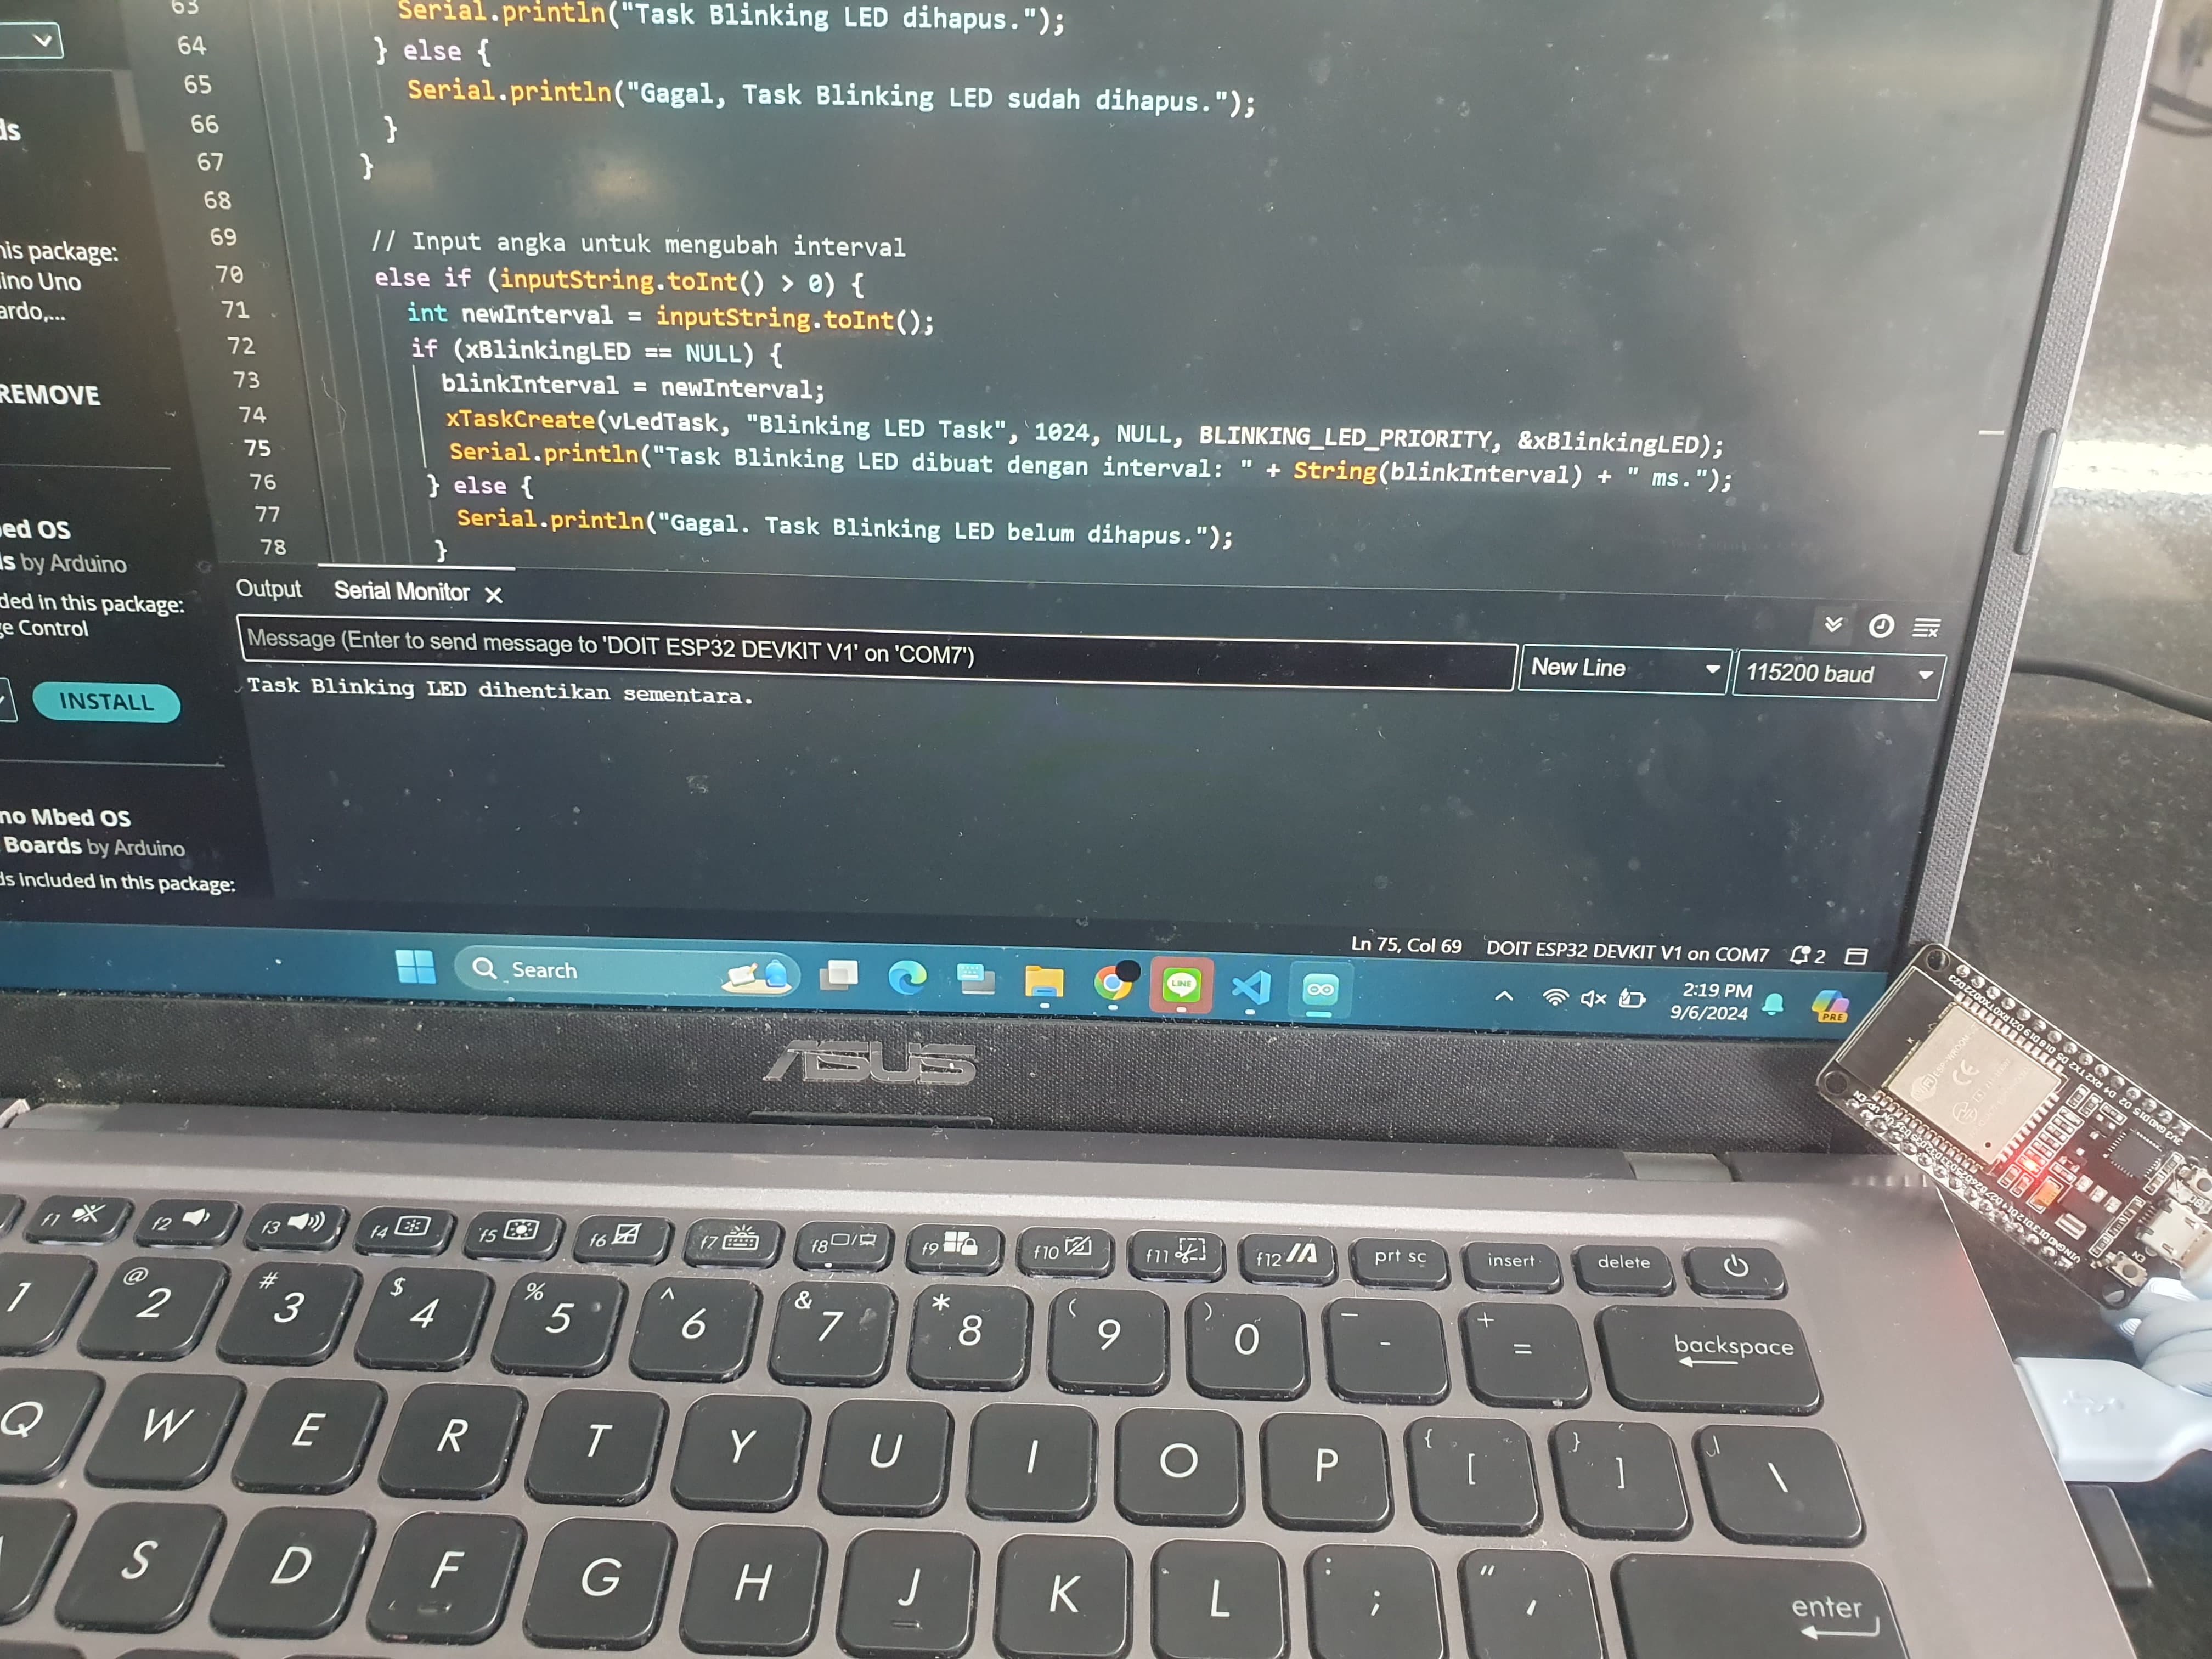 63 Serial.println("Task Blinking LED dihapus.");
64 } else {
65 Serial.println("Gagal, Task Blinking LED sudah dihapus.");
66 }
67 }
68
69 // Input angka untuk mengubah interval
70 else if (inputString.toInt() > 0) {
71 int newInterval = inputString.toInt();
72 if (xBlinkingLED == NULL) {
73 blinkInterval = newInterval;
74 xTaskCreate(vLedTask, "Blinking LED Task", 1024, NULL, BLINKING_LED_PRIORITY, &xBlinkingLED);
75 Serial.println("Task Blinking LED dibuat dengan interval: " + String(blinkInterval) + " ms.");
76 } else {
77 Serial.println("Gagal. Task Blinking LED belum dihapus.");
78 }
ds
his package:
ino Uno
ardo,...
REMOVE
ed OS
s by Arduino
ded in this package:
ge Control
INSTALL
no Mbed OS
Boards by Arduino
ds included in this package:
Output Serial Monitor
Message (Enter to send message to 'DOIT ESP32 DEVKIT V1' on 'COM7')
New Line 115200 baud
Task Blinking LED dihentikan sementara.
Ln 75, Col 69 DOIT ESP32 DEVKIT V1 on COM7 2
Search
LINE
2:19 PM
9/6/2024
PRE
ASUS
f1 f2 f3 f4 f5 f6 f7 f8 f9 f10 f11 f12 prt sc insert delete
1 @ 2 # 3 $ 4 % 5 ^ 6 & 7 * 8 ( 9 ) 0 _ - + = backspace
Q W E R T Y U I O P { [ } ] | \
S D F G H J K L : ; " ' enter